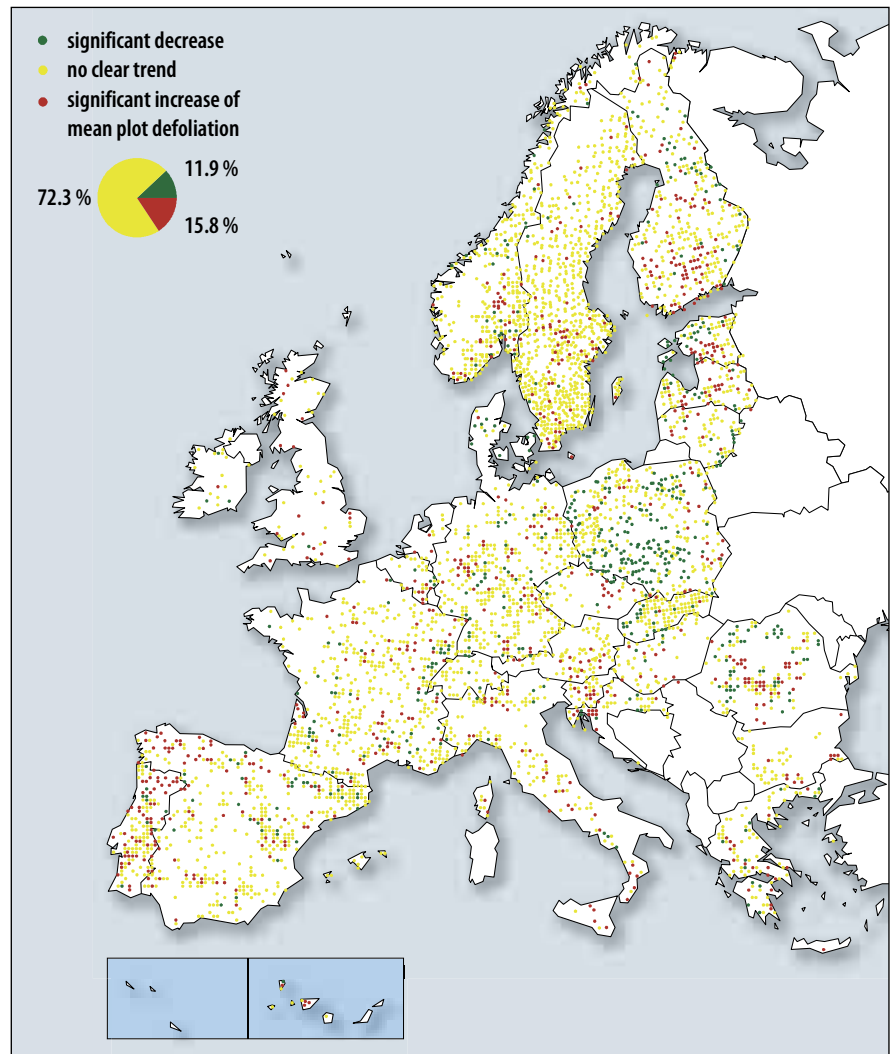 significant decrease
no clear trend
significant increase of
mean plot defoliation
11.9 %
72.3 %
15.8 %